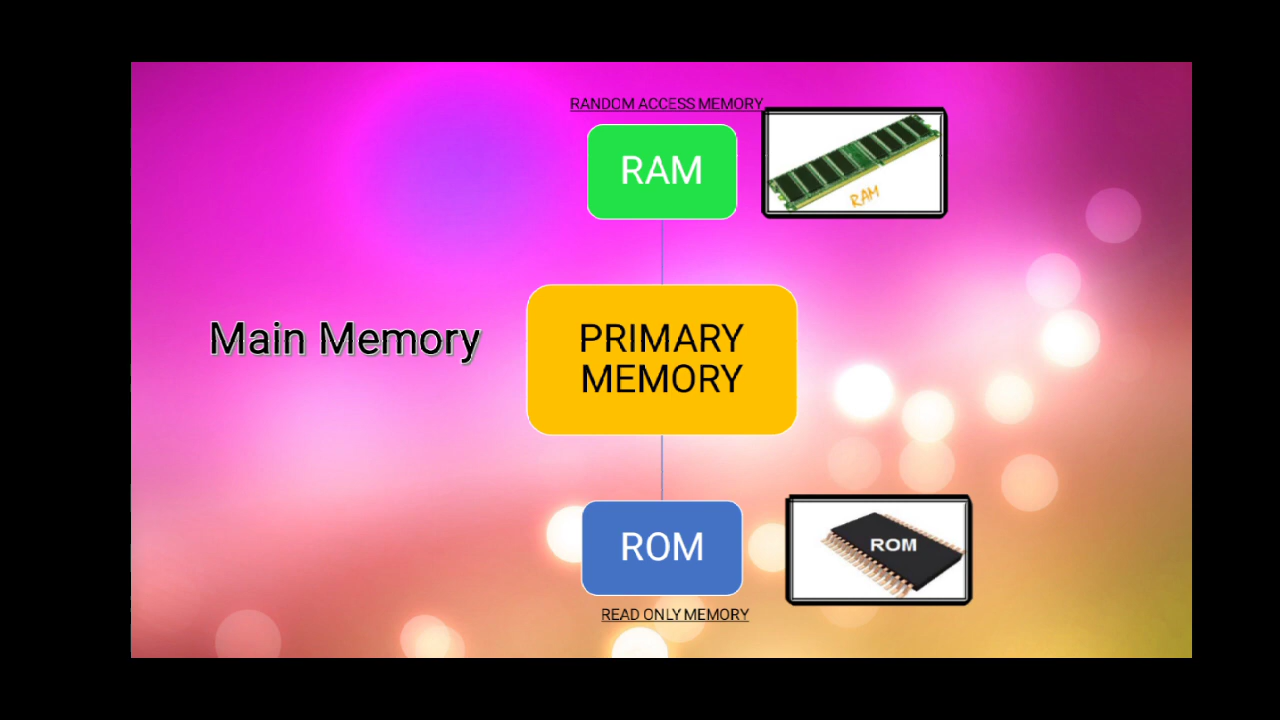 RANDOM ACCESS MEMORY
RAM
RAM
Main Memory
PRIMARY
MEMORY
ROM
ROM
READ ONLY MEMORY